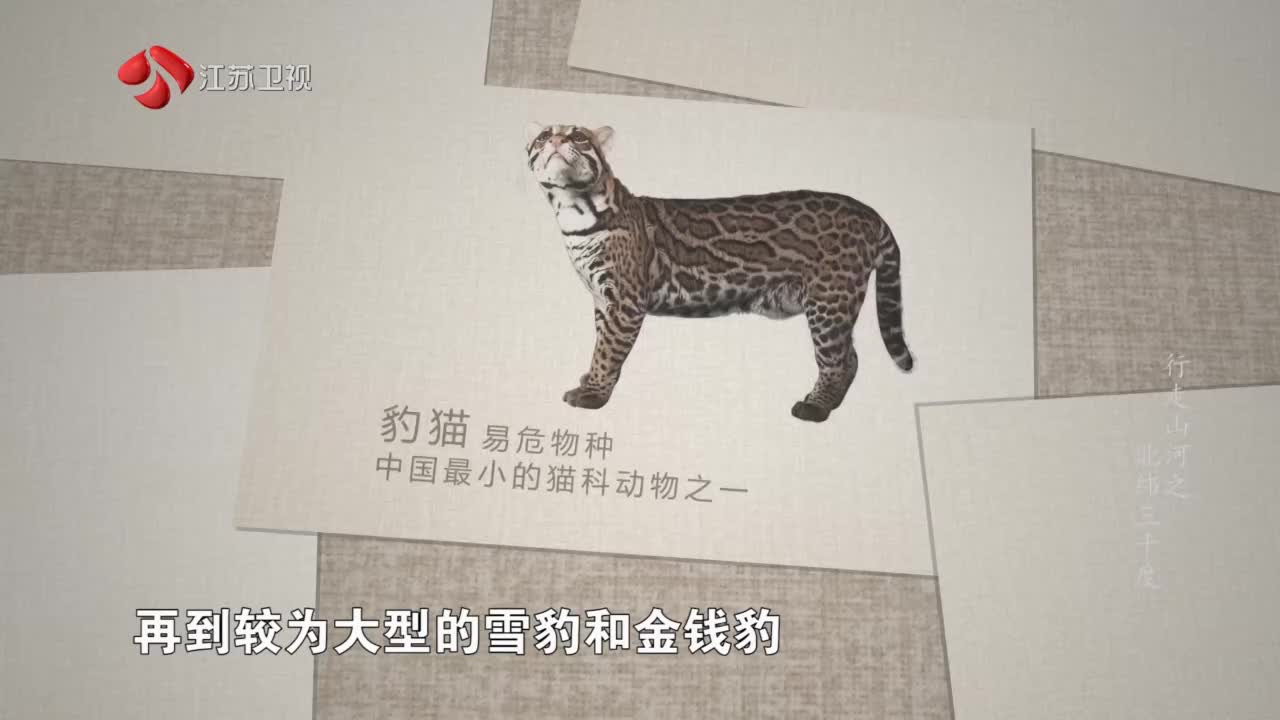 江苏卫视
豹猫 易危物种
中国最小的猫科动物之一
行走山河之
北纬三十度
再到较为大型的雪豹和金钱豹